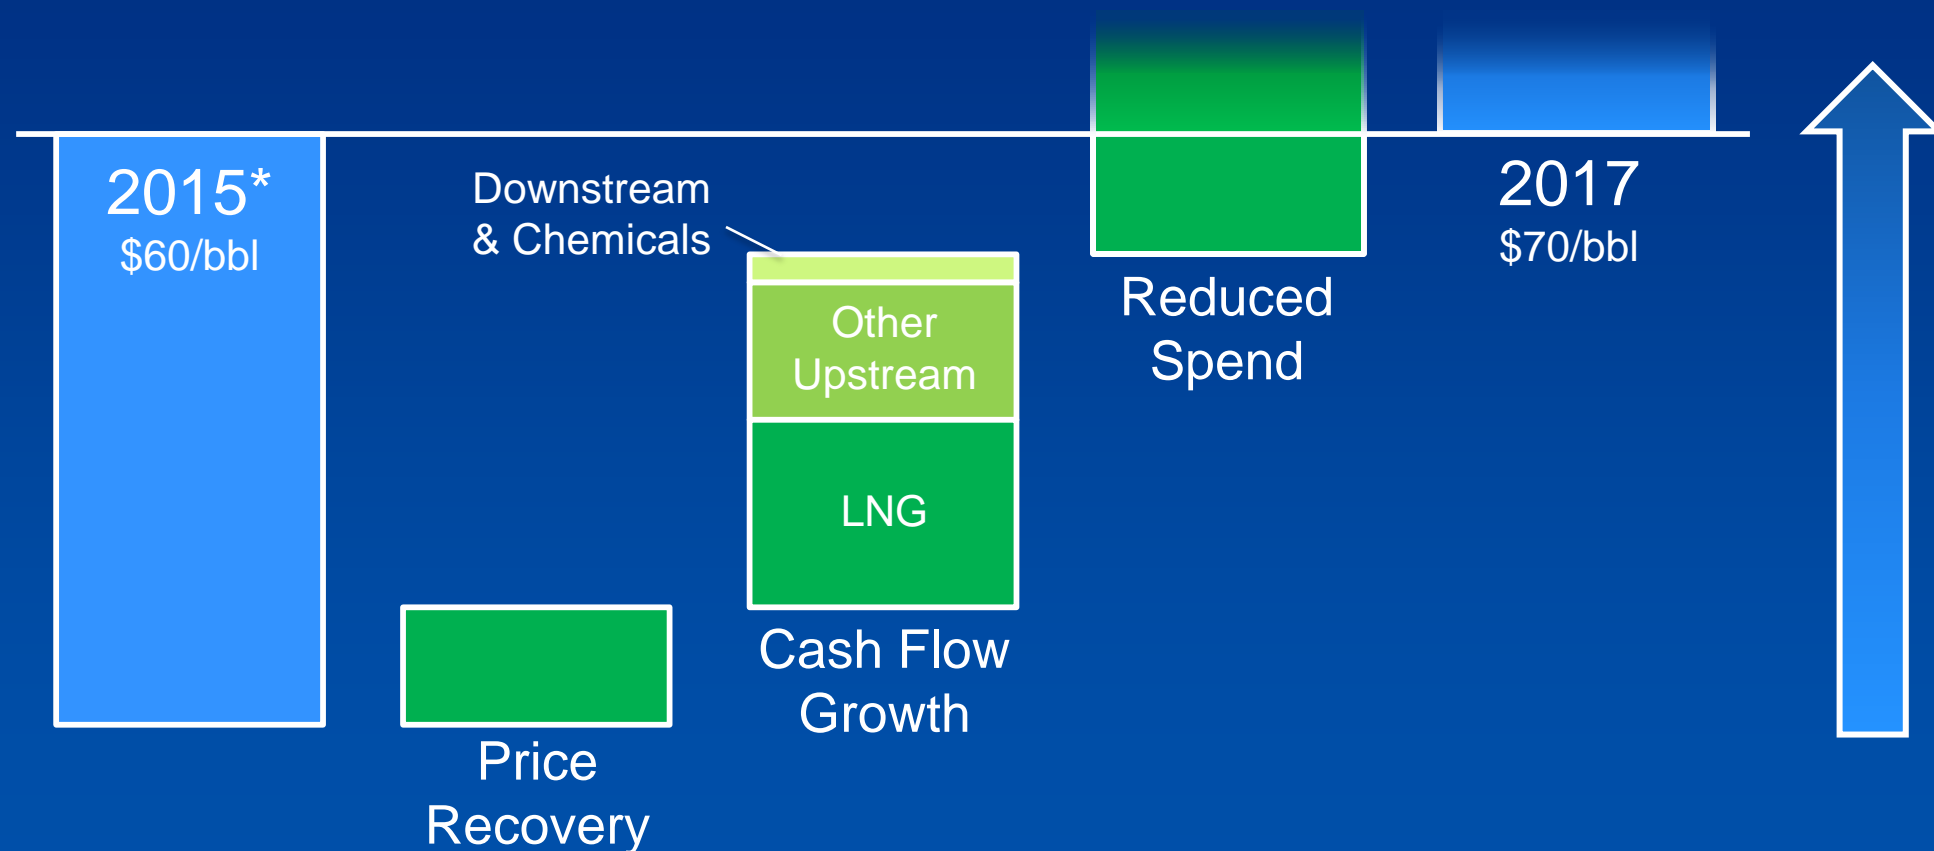 2015*
$60/bbl
Downstream
& Chemicals
Other
Upstream
LNG
Price
Recovery
Cash Flow
Growth
Reduced
Spend
2017
$70/bbl